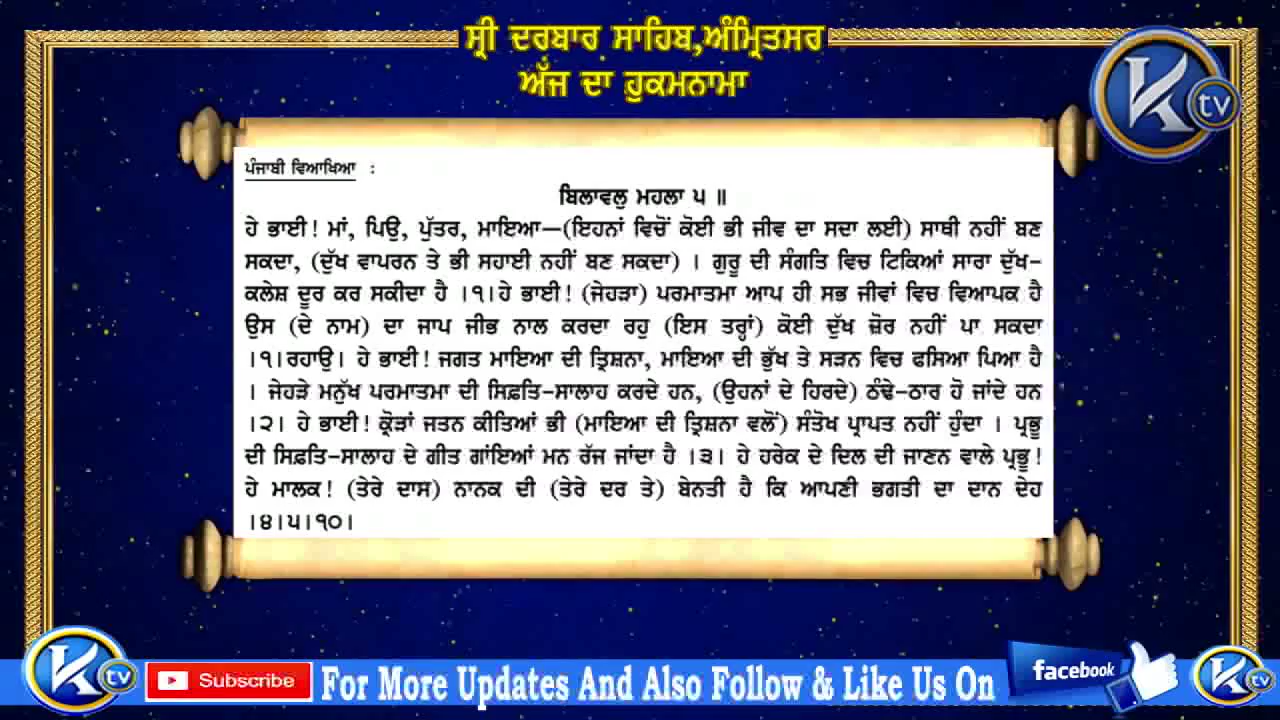 ਸ੍ਰੀ ਦਰਬਾਰ ਸਾਹਿਬ,ਅੰਮ੍ਰਿਤਸਰ
ਅੱਜ ਦਾ ਹੁਕਮਨਾਮਾ
K tv
ਪੰਜਾਬੀ ਵਿਆਖਿਆ :
ਬਿਲਾਵਲੁ ਮਹਲਾ ੫ ॥
ਹੇ ਭਾਈ! ਮਾਂ, ਪਿਉ, ਪੁੱਤਰ, ਮਾਇਆ—(ਇਹਨਾਂ ਵਿਚੋਂ ਕੋਈ ਭੀ ਜੀਵ ਦਾ ਸਦਾ ਲਈ) ਸਾਥੀ ਨਹੀਂ ਬਣ
ਸਕਦਾ, (ਦੁੱਖ ਵਾਪਰਨ ਤੇ ਭੀ ਸਹਾਈ ਨਹੀਂ ਬਣ ਸਕਦਾ) । ਗੁਰੂ ਦੀ ਸੰਗਤਿ ਵਿਚ ਟਿਕਿਆਂ ਸਾਰਾ ਦੁੱਖ-
ਕਲੇਸ਼ ਦੂਰ ਕਰ ਸਕੀਦਾ ਹੈ ।੧।ਹੇ ਭਾਈ! (ਜੇਹੜਾ) ਪਰਮਾਤਮਾ ਆਪ ਹੀ ਸਭ ਜੀਵਾਂ ਵਿਚ ਵਿਆਪਕ ਹੈ
ਉਸ (ਦੇ ਨਾਮ) ਦਾ ਜਾਪ ਜੀਭ ਨਾਲ ਕਰਦਾ ਰਹੁ (ਇਸ ਤਰ੍ਹਾਂ) ਕੋਈ ਦੁੱਖ ਜ਼ੋਰ ਨਹੀਂ ਪਾ ਸਕਦਾ
।੧।ਰਹਾਉ। ਹੇ ਭਾਈ! ਜਗਤ ਮਾਇਆ ਦੀ ਤ੍ਰਿਸ਼ਨਾ, ਮਾਇਆ ਦੀ ਭੁੱਖ ਤੇ ਸੜਨ ਵਿਚ ਫਸਿਆ ਪਿਆ ਹੈ
। ਜੇਹੜੇ ਮਨੁੱਖ ਪਰਮਾਤਮਾ ਦੀ ਸਿਫ਼ਤਿ-ਸਾਲਾਹ ਕਰਦੇ ਹਨ, (ਉਹਨਾਂ ਦੇ ਹਿਰਦੇ) ਠੰਢੇ-ਠਾਰ ਹੋ ਜਾਂਦੇ ਹਨ
।੨। ਹੇ ਭਾਈ! ਕ੍ਰੋੜਾਂ ਜਤਨ ਕੀਤਿਆਂ ਭੀ (ਮਾਇਆ ਦੀ ਤ੍ਰਿਸ਼ਨਾ ਵਲੋਂ) ਸੰਤੋਖ ਪ੍ਰਾਪਤ ਨਹੀਂ ਹੁੰਦਾ । ਪ੍ਰਭੂ
ਦੀ ਸਿਫ਼ਤਿ-ਸਾਲਾਹ ਦੇ ਗੀਤ ਗਾਂਇਆਂ ਮਨ ਰੱਜ ਜਾਂਦਾ ਹੈ ।੩। ਹੇ ਹਰੇਕ ਦੇ ਦਿਲ ਦੀ ਜਾਣਨ ਵਾਲੇ ਪ੍ਰਭੂ!
ਹੇ ਮਾਲਕ! (ਤੇਰੇ ਦਾਸ) ਨਾਨਕ ਦੀ (ਤੇਰੇ ਦਰ ਤੇ) ਬੇਨਤੀ ਹੈ ਕਿ ਆਪਣੀ ਭਗਤੀ ਦਾ ਦਾਨ ਦੇਹ
।੪।੫।੧੦।
K tv Subscribe For More Updates And Also Follow & Like Us On facebook K tv